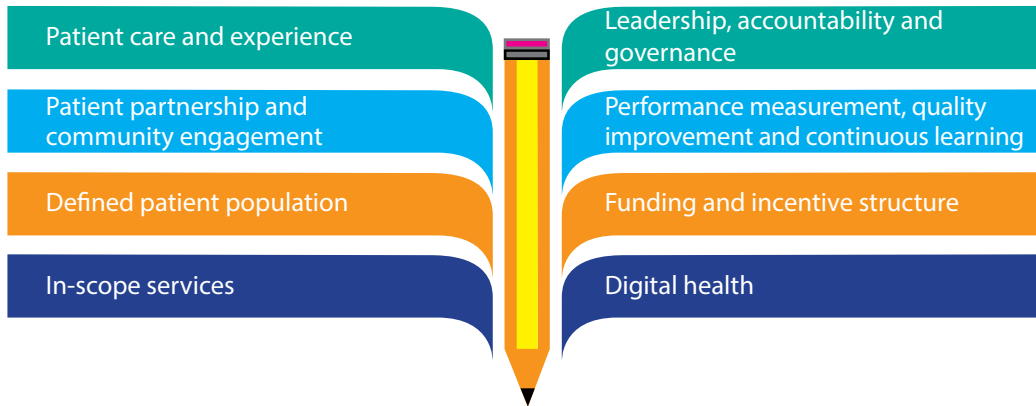 Patient care and experience
Patient partnership and
community engagement
Defined patient population
In-scope services
Leadership, accountability and
governance
Performance measurement, quality
improvement and continuous learning
Funding and incentive structure
Digital health